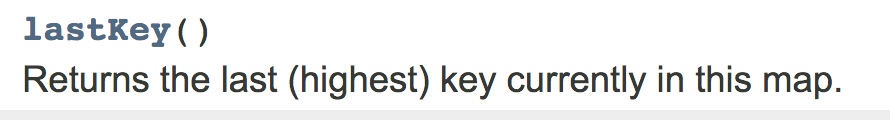 lastKey()
Returns the last (highest) key currently in this map.